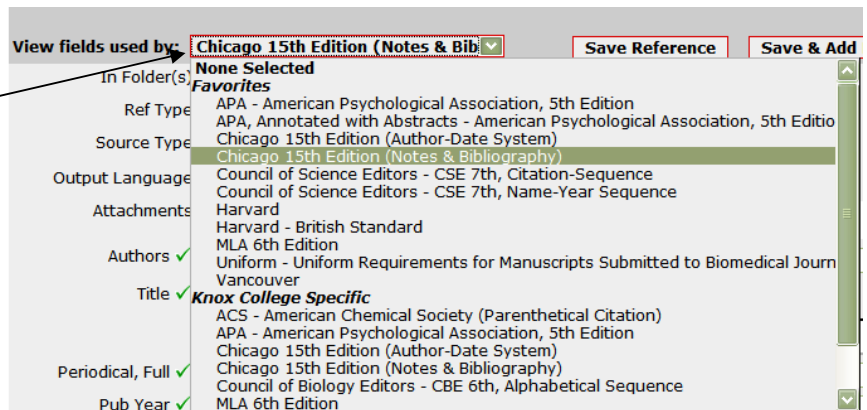 View fields used by: Chicago 15th Edition (Notes & Bib Save Reference Save & Add
In Folder(s) None Selected
Favorites
Ref Type APA - American Psychological Association, 5th Edition
APA, Annotated with Abstracts - American Psychological Association, 5th Editio
Source Type Chicago 15th Edition (Author-Date System)
Chicago 15th Edition (Notes & Bibliography)
Output Language Council of Science Editors - CSE 7th, Citation-Sequence
Council of Science Editors - CSE 7th, Name-Year Sequence
Attachments Harvard
Harvard - British Standard
MLA 6th Edition
Authors Uniform - Uniform Requirements for Manuscripts Submitted to Biomedical Journ
Vancouver
Title Knox College Specific
ACS - American Chemical Society (Parenthetical Citation)
APA - American Psychological Association, 5th Edition
Chicago 15th Edition (Author-Date System)
Periodical, Full Chicago 15th Edition (Notes & Bibliography)
Council of Biology Editors - CBE 6th, Alphabetical Sequence
Pub Year MLA 6th Edition